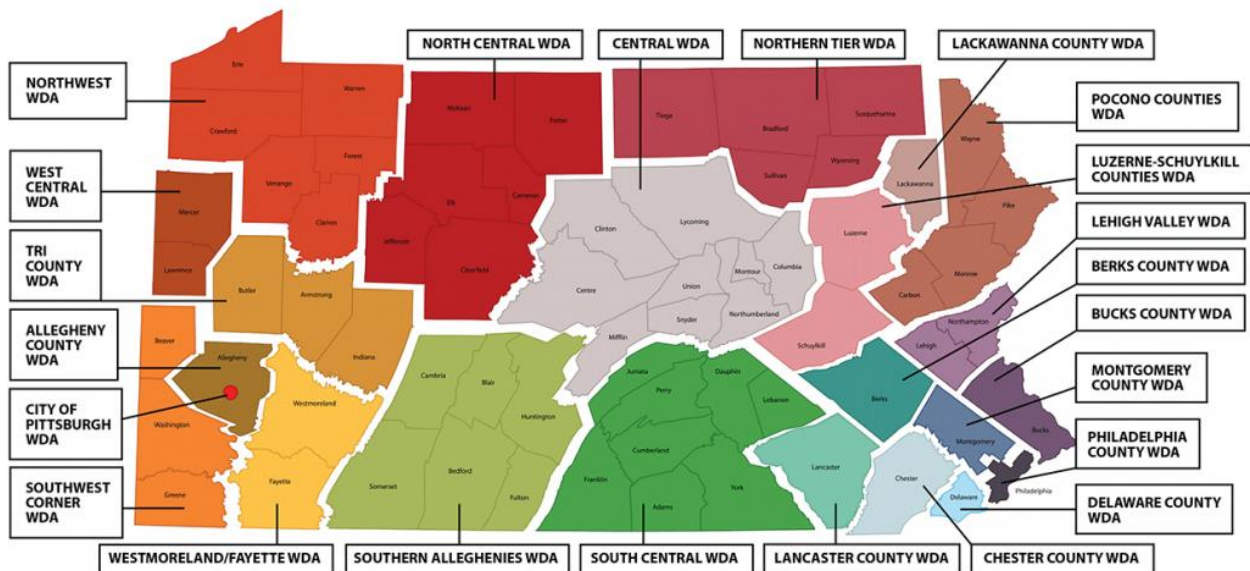 NORTH CENTRAL WDA
CENTRAL WDA
NORTHERN TIER WDA
LACKAWANNA COUNTY WDA
NORTHWEST
WDA
POCONO COUNTIES
WDA
WEST
CENTRAL
WDA
LUZERNE-SCHUYLKILL
COUNTIES WDA
TRI
COUNTY
WDA
LEHIGH VALLEY WDA
BERKS COUNTY WDA
ALLEGHENY
COUNTY
WDA
BUCKS COUNTY WDA
MONTGOMERY
COUNTY WDA
CITY OF
PITTSBURGH
WDA
PHILADELPHIA
COUNTY WDA
SOUTHWEST
CORNER
WDA
DELAWARE COUNTY
WDA
WESTMORELAND/FAYETTE WDA
SOUTHERN ALLEGHENIES WDA
SOUTH CENTRAL WDA
LANCASTER COUNTY WDA
CHESTER COUNTY WDA
Erie
Warren
Crawford
Forest
Venango
Clarion
Mercer
Lawrence
McKean
Potter
Elk
Cameron
Jefferson
Clearfield
Tioga
Bradford
Susquehanna
Sullivan
Wyoming
Lackawanna
Wayne
Pike
Monroe
Carbon
Luzerne
Schuylkill
Clinton
Lycoming
Centre
Union
Montour
Columbia
Snyder
Northumberland
Mifflin
Butler
Armstrong
Indiana
Beaver
Allegheny
Washington
Greene
Westmoreland
Fayette
Cambria
Blair
Huntington
Somerset
Bedford
Fulton
Juniata
Perry
Dauphin
Lebanon
Cumberland
Franklin
Adams
York
Lancaster
Berks
Northampton
Lehigh
Bucks
Montgomery
Chester
Delaware
Philadelphia